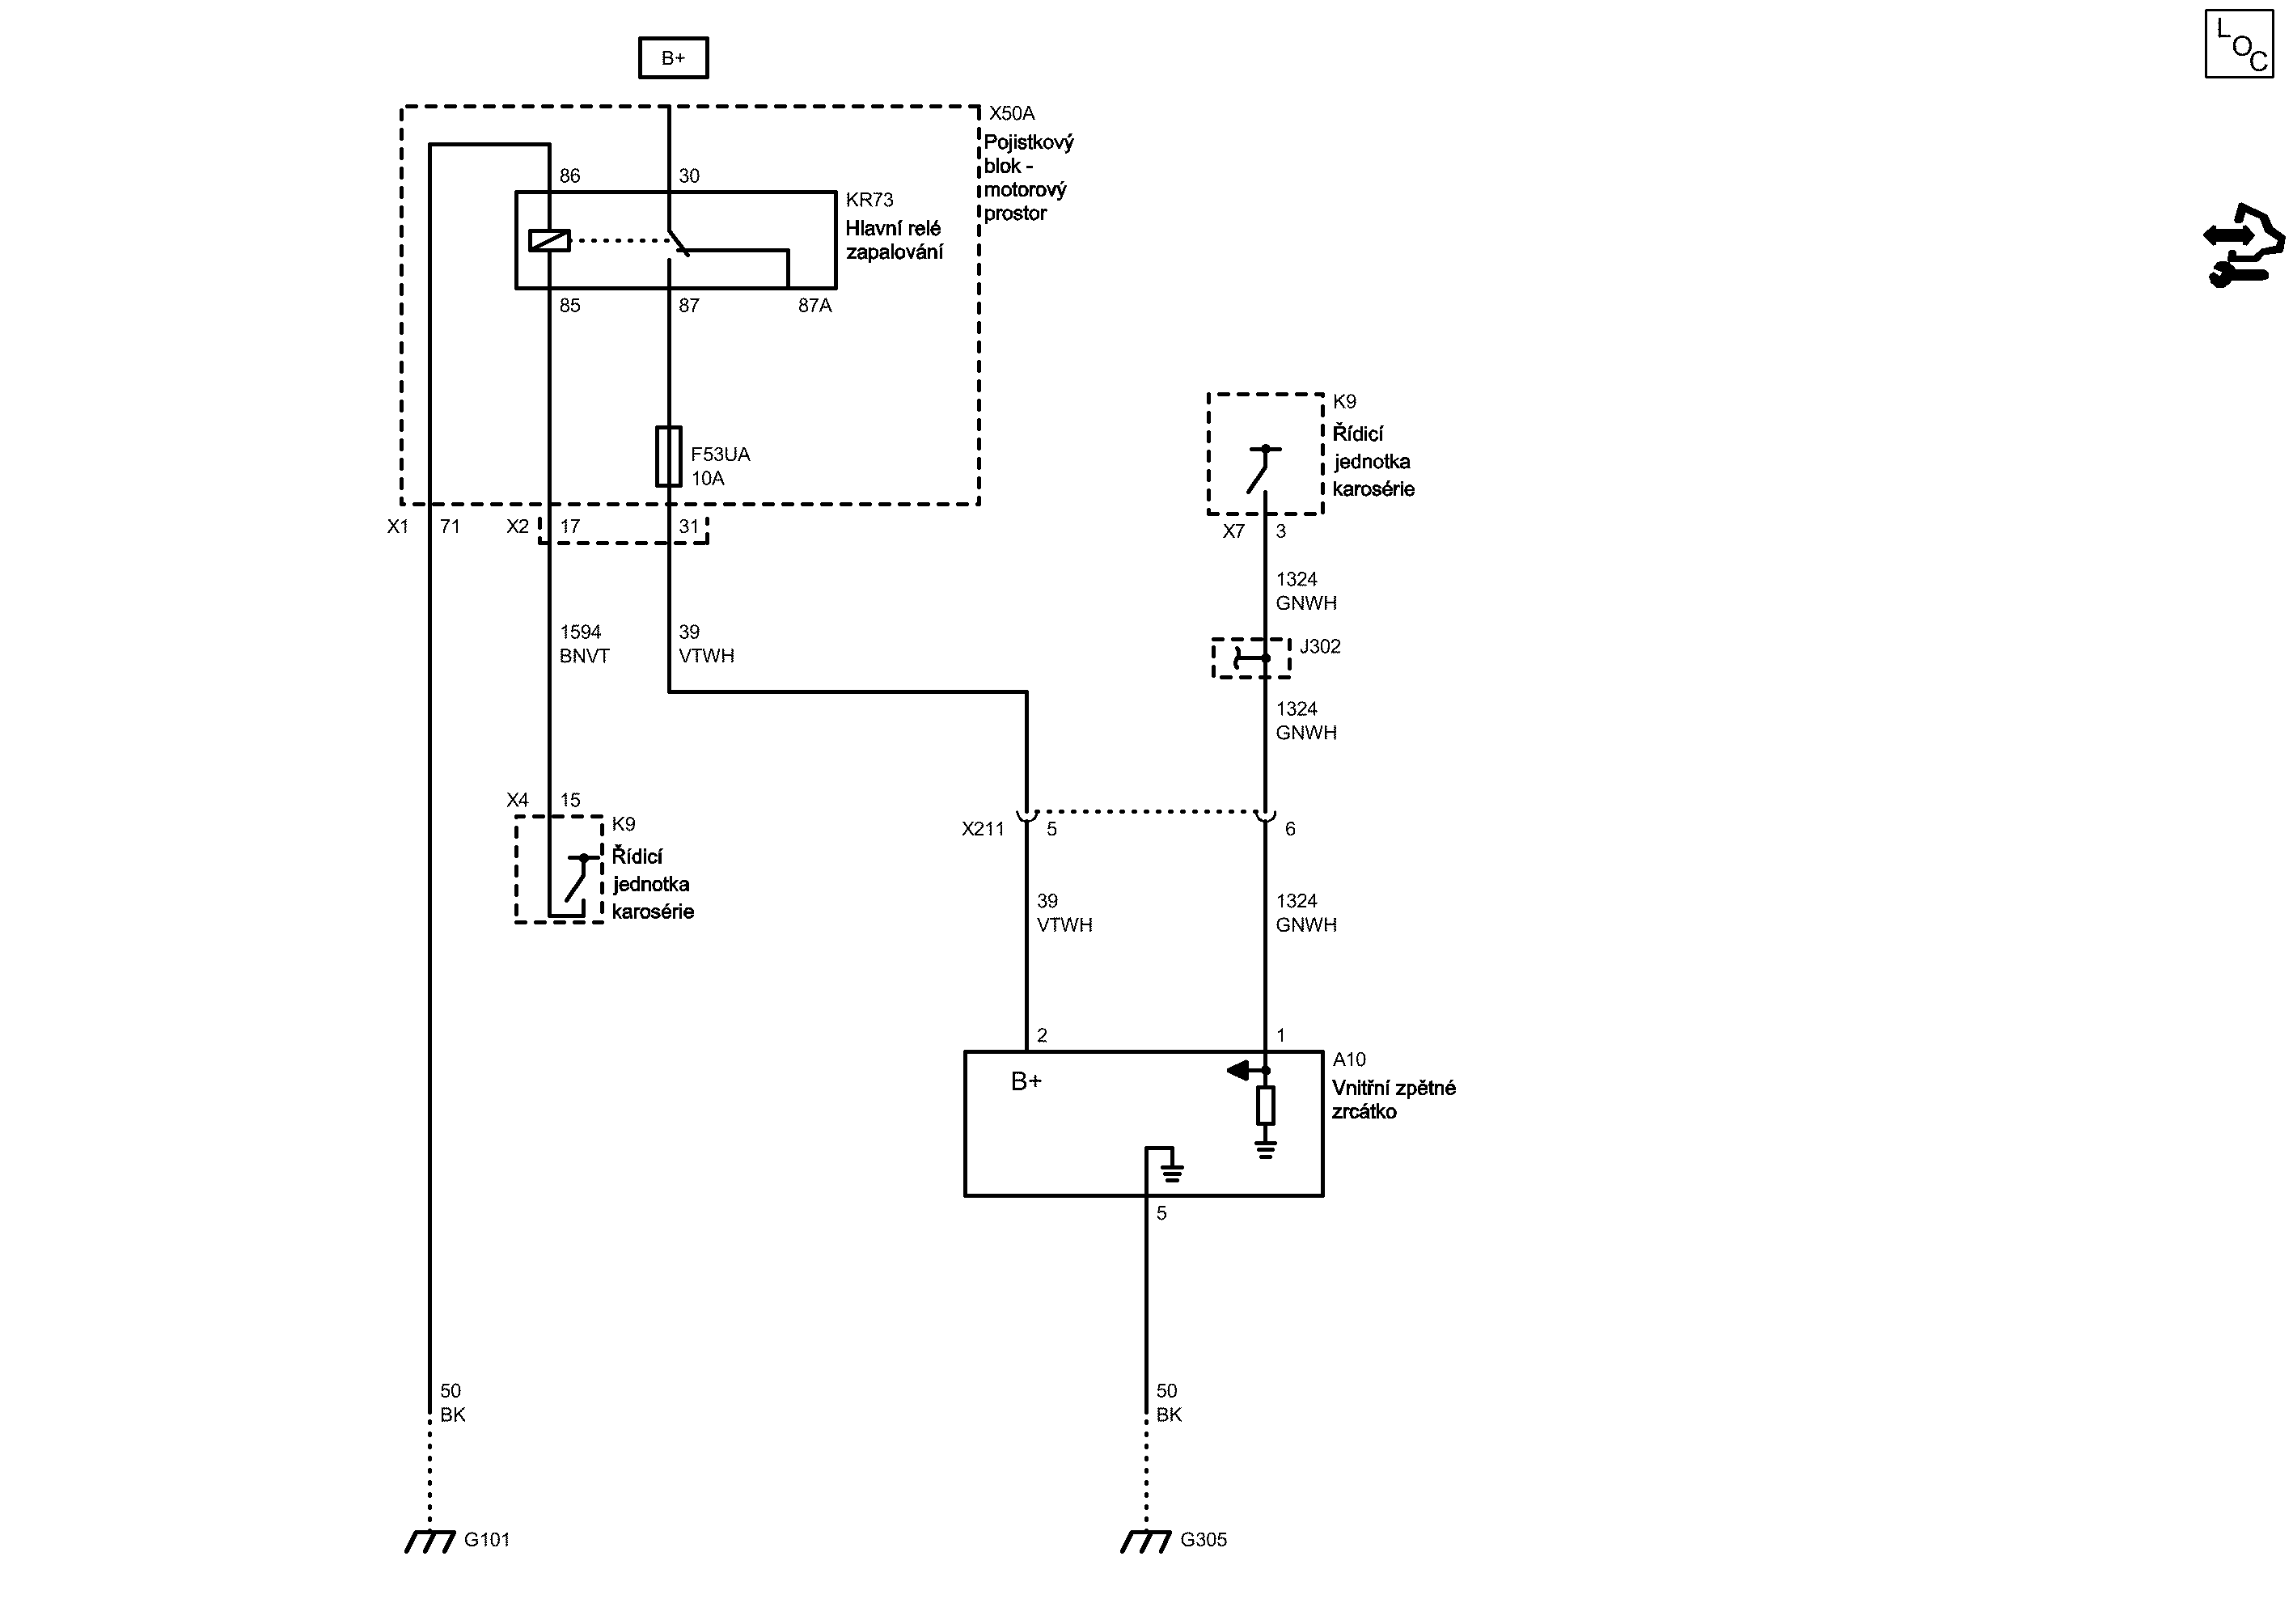 B+
L
O
C
X50A
Pojistkový
blok -
motorový
prostor
86
30
KR73
Hlavní relé
zapalování
85
87
87A
F53UA
10A
X1
71
X2
17
31
K9
Řídicí
jednotka
karosérie
X7
3
1324
GNWH
1594
BNVT
39
VTWH
J302
1324
GNWH
X4
15
K9
Řídicí
jednotka
karosérie
X211
5
6
39
VTWH
1324
GNWH
2
1
A10
B+
Vnitřní zpětné
zrcátko
5
50
BK
50
BK
G101
G305